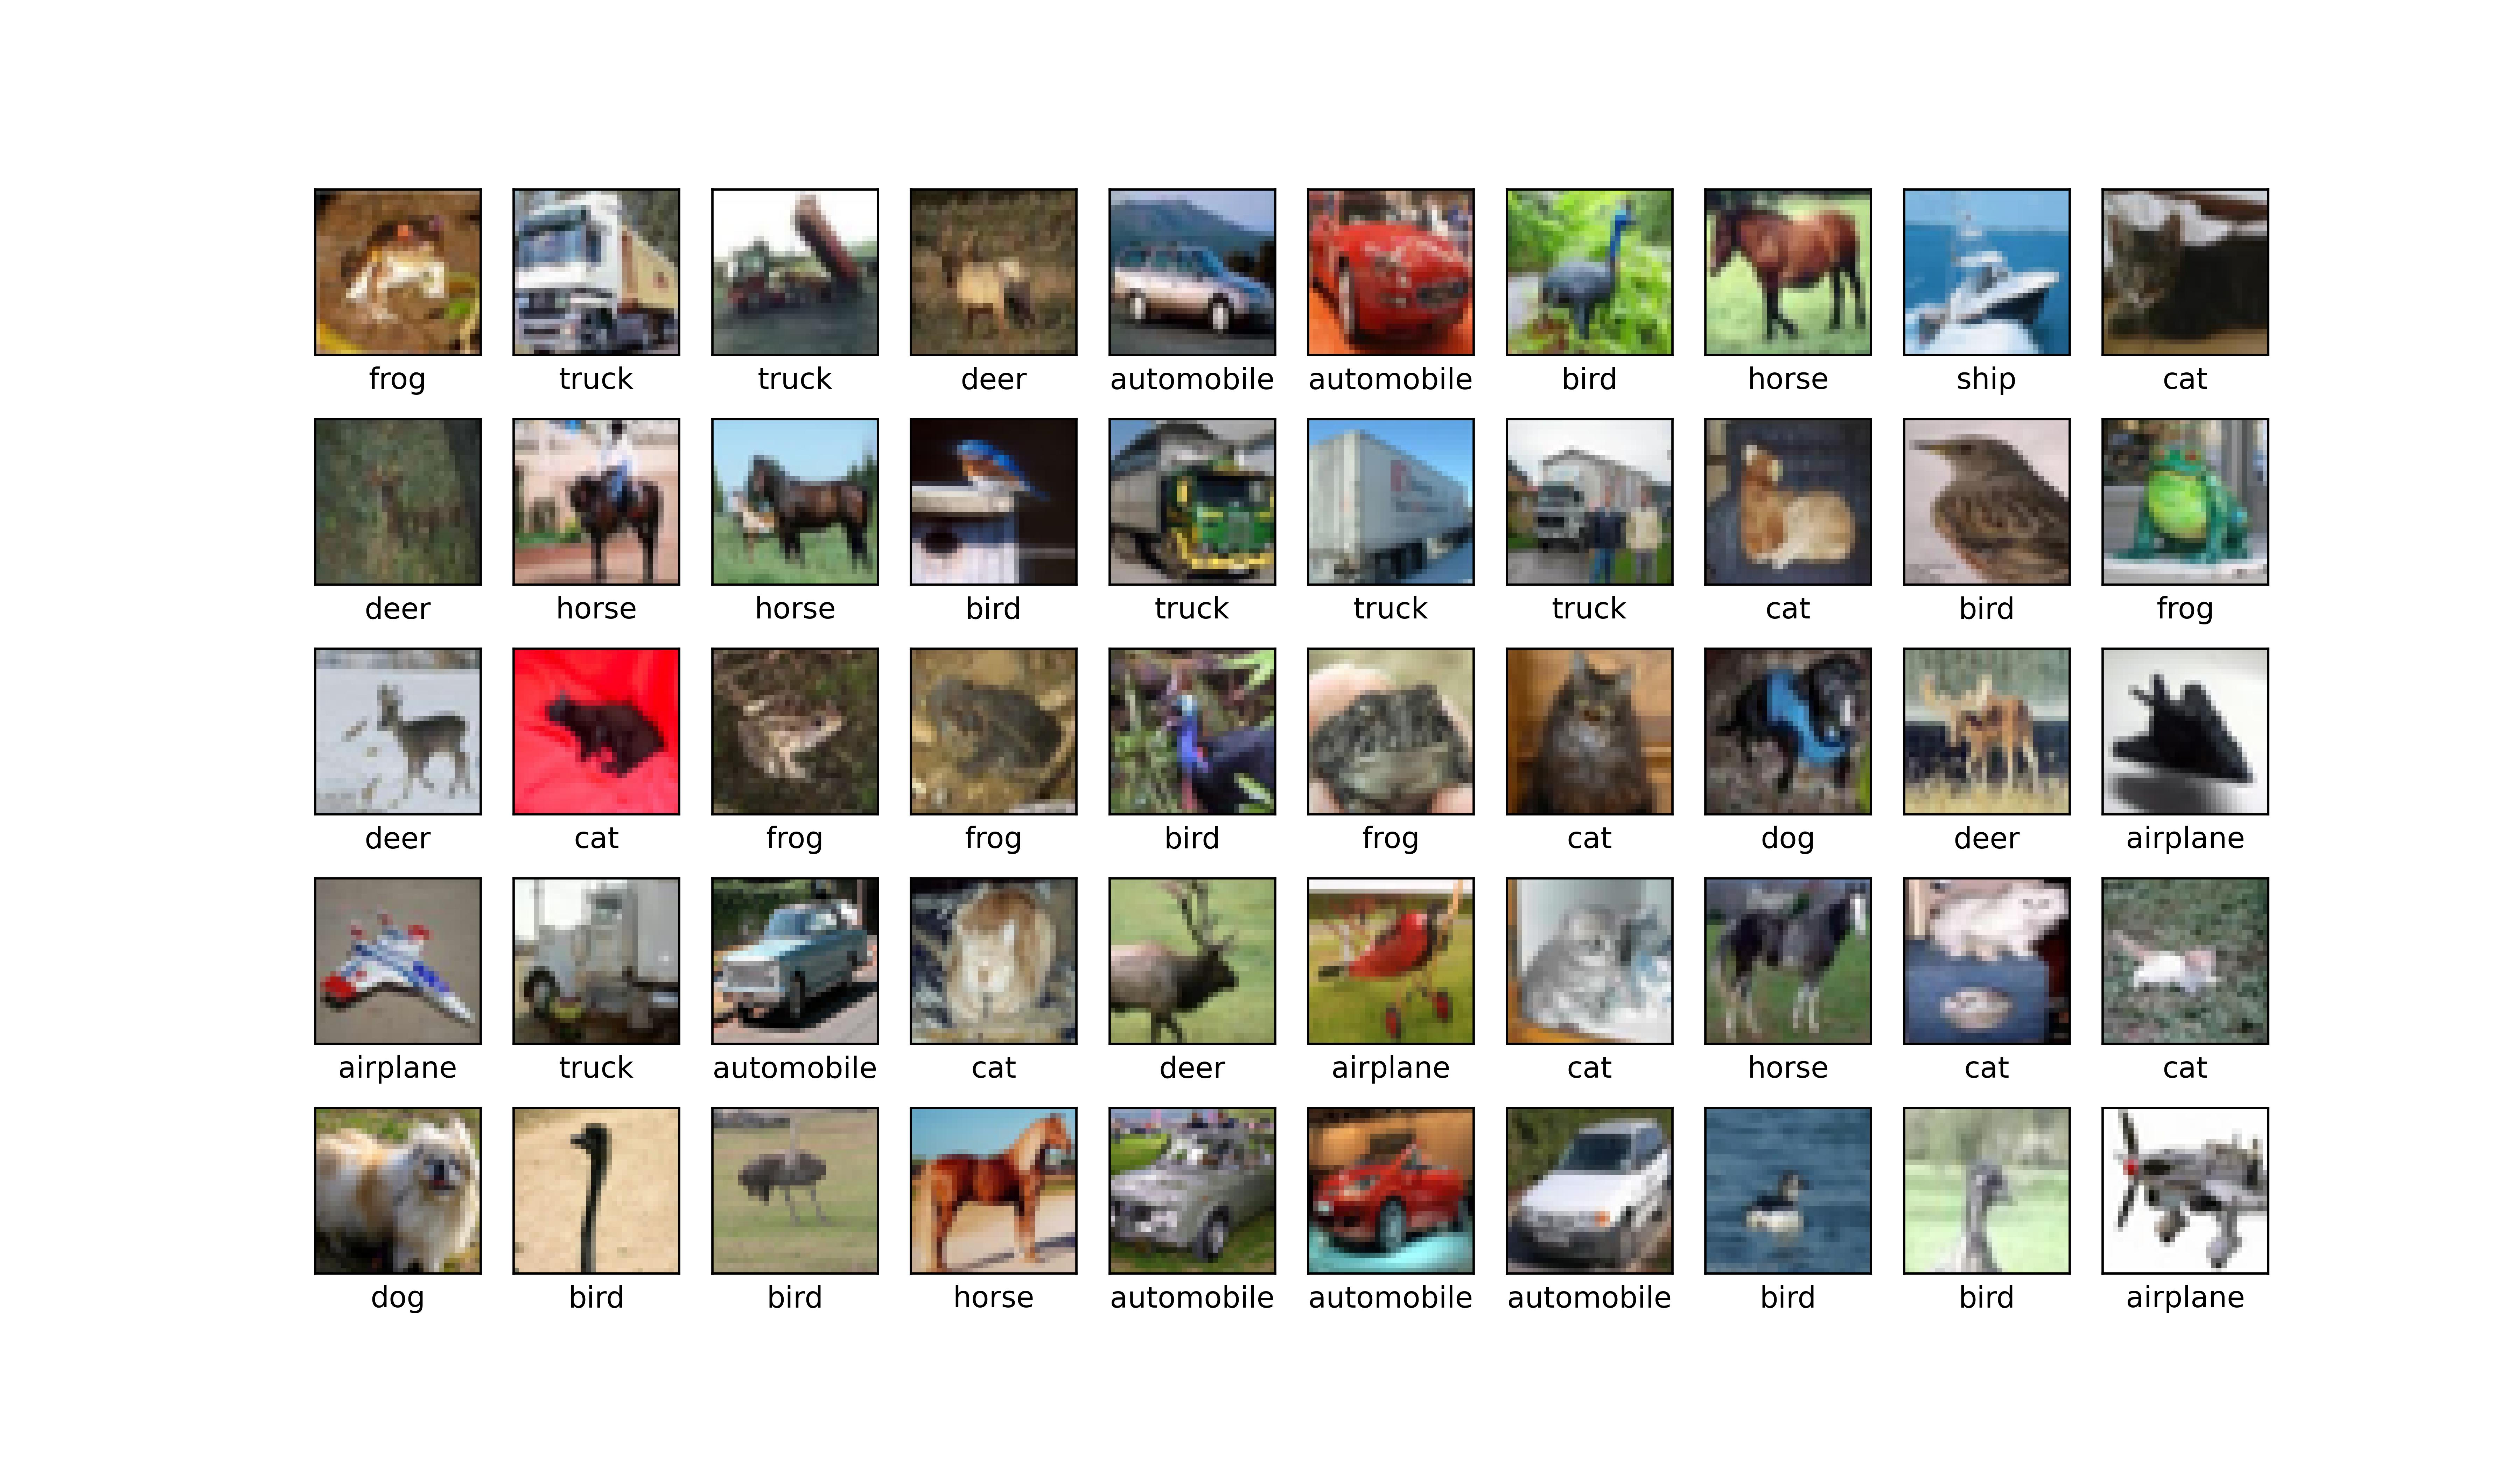 frog truck truck deer automobile automobile bird horse ship cat
deer horse horse bird truck truck truck cat bird frog
deer cat frog frog bird frog cat dog deer airplane
airplane truck automobile cat deer airplane cat horse cat cat
dog bird bird horse automobile automobile automobile bird bird airplane